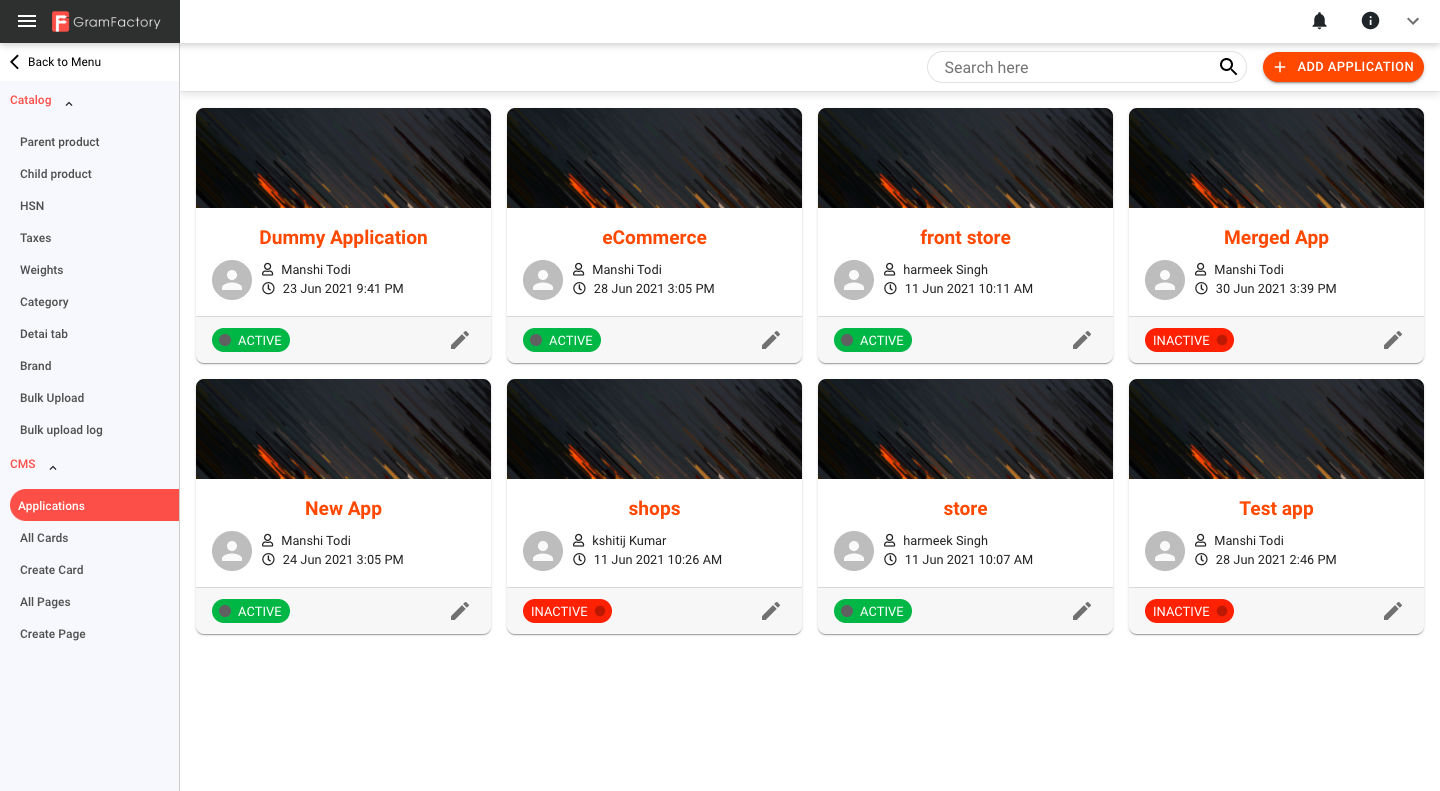 GramFactory
Back to Menu
Search here
ADD APPLICATION
Catalog
Parent product
Child product
HSN
Taxes
Weights
Category
Detai tab
Brand
Bulk Upload
Bulk upload log
CMS
Applications
All Cards
Create Card
All Pages
Create Page
Dummy Application
Manshi Todi
23 Jun 2021 9:41 PM
ACTIVE
eCommerce
Manshi Todi
28 Jun 2021 3:05 PM
ACTIVE
front store
harmeek Singh
11 Jun 2021 10:11 AM
ACTIVE
Merged App
Manshi Todi
30 Jun 2021 3:39 PM
INACTIVE
New App
Manshi Todi
24 Jun 2021 3:05 PM
ACTIVE
shops
kshitij Kumar
11 Jun 2021 10:26 AM
INACTIVE
store
harmeek Singh
11 Jun 2021 10:07 AM
ACTIVE
Test app
Manshi Todi
28 Jun 2021 2:46 PM
INACTIVE